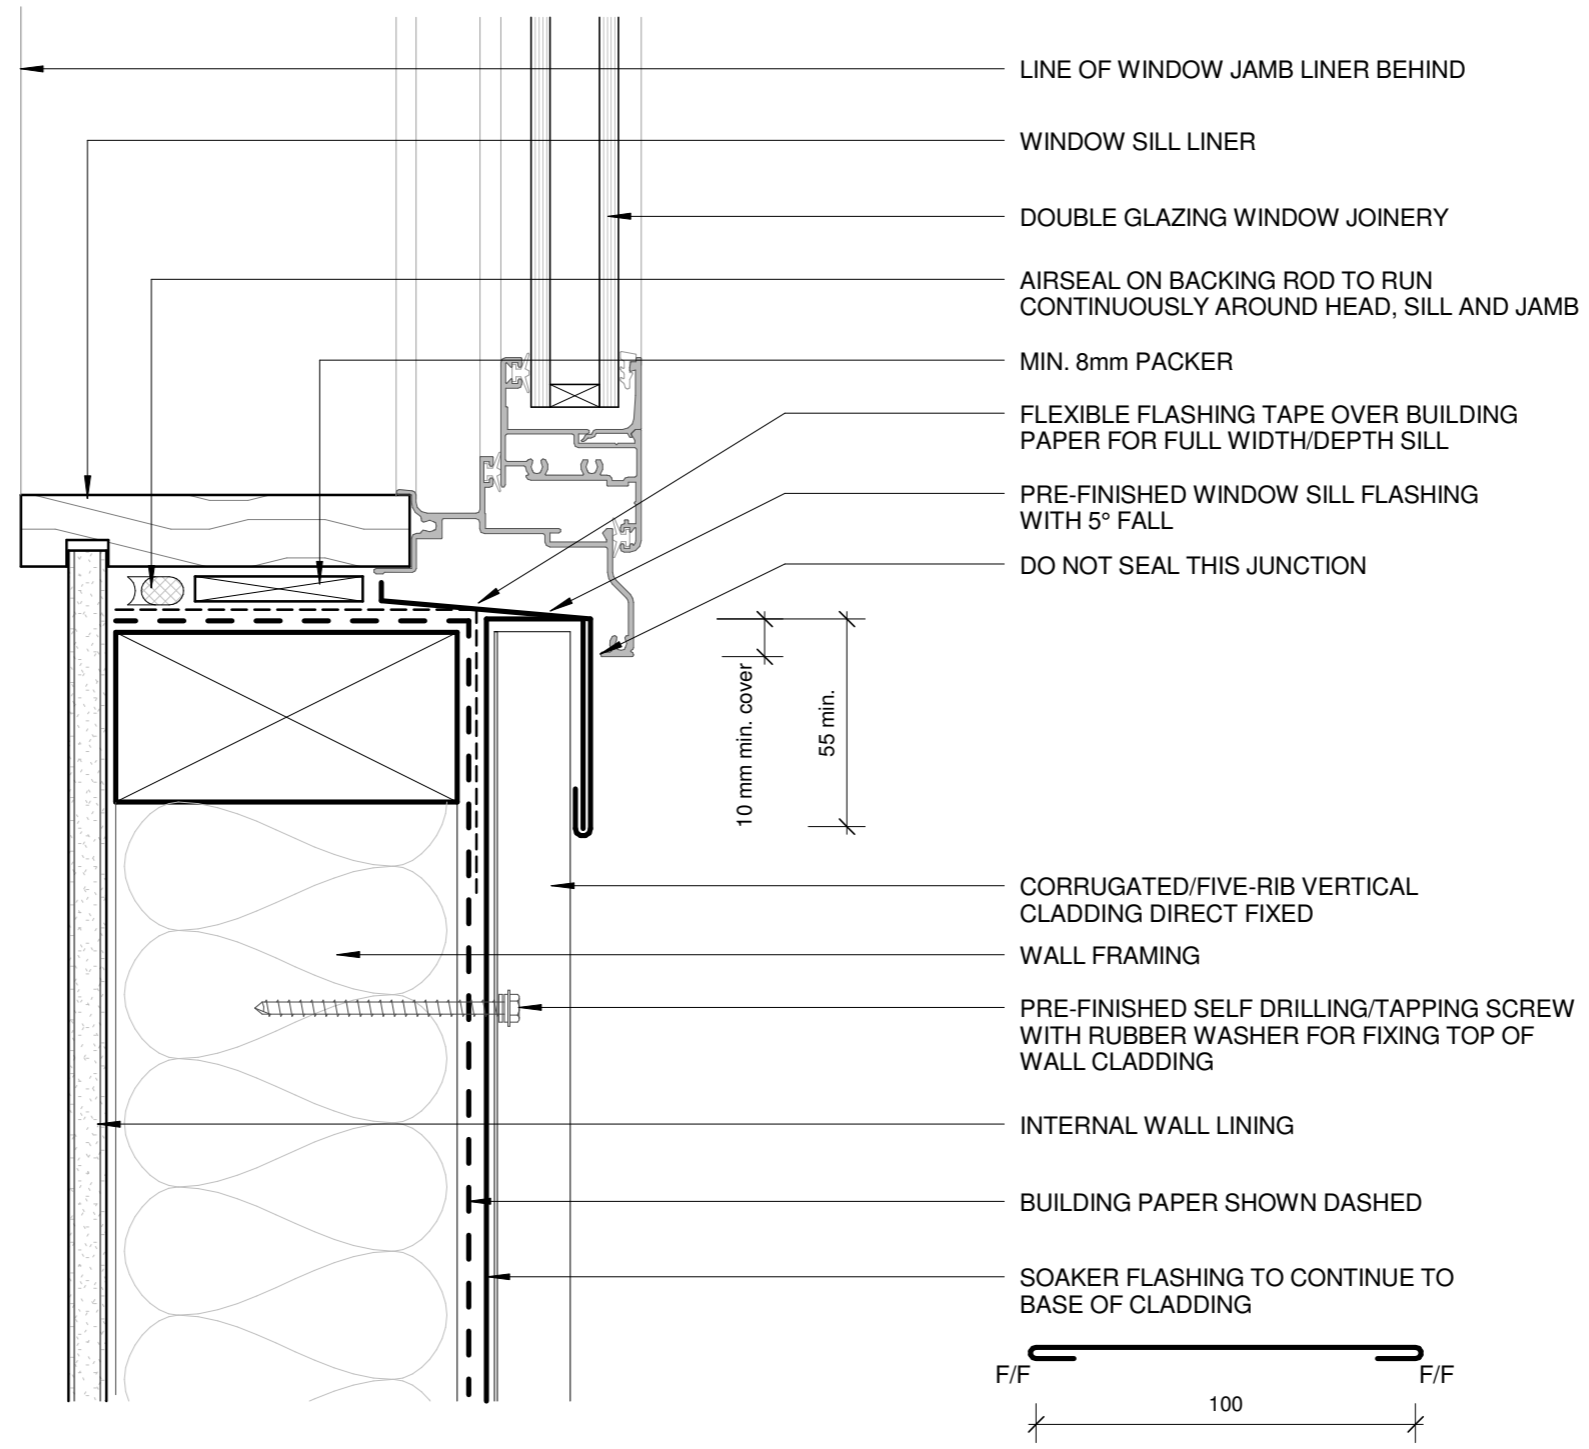 LINE OF WINDOW JAMB LINER BEHIND
WINDOW SILL LINER
DOUBLE GLAZING WINDOW JOINERY
AIRSEAL ON BACKING ROD TO RUN
CONTINUOUSLY AROUND HEAD, SILL AND JAMB
MIN. 8mm PACKER
FLEXIBLE FLASHING TAPE OVER BUILDING
PAPER FOR FULL WIDTH/DEPTH SILL
PRE-FINISHED WINDOW SILL FLASHING
WITH 5° FALL
DO NOT SEAL THIS JUNCTION
10 mm min. cover
55 min.
CORRUGATED/FIVE-RIB VERTICAL
CLADDING DIRECT FIXED
WALL FRAMING
PRE-FINISHED SELF DRILLING/TAPPING SCREW
WITH RUBBER WASHER FOR FIXING TOP OF
WALL CLADDING
INTERNAL WALL LINING
BUILDING PAPER SHOWN DASHED
SOAKER FLASHING TO CONTINUE TO
BASE OF CLADDING
F/F
F/F
100